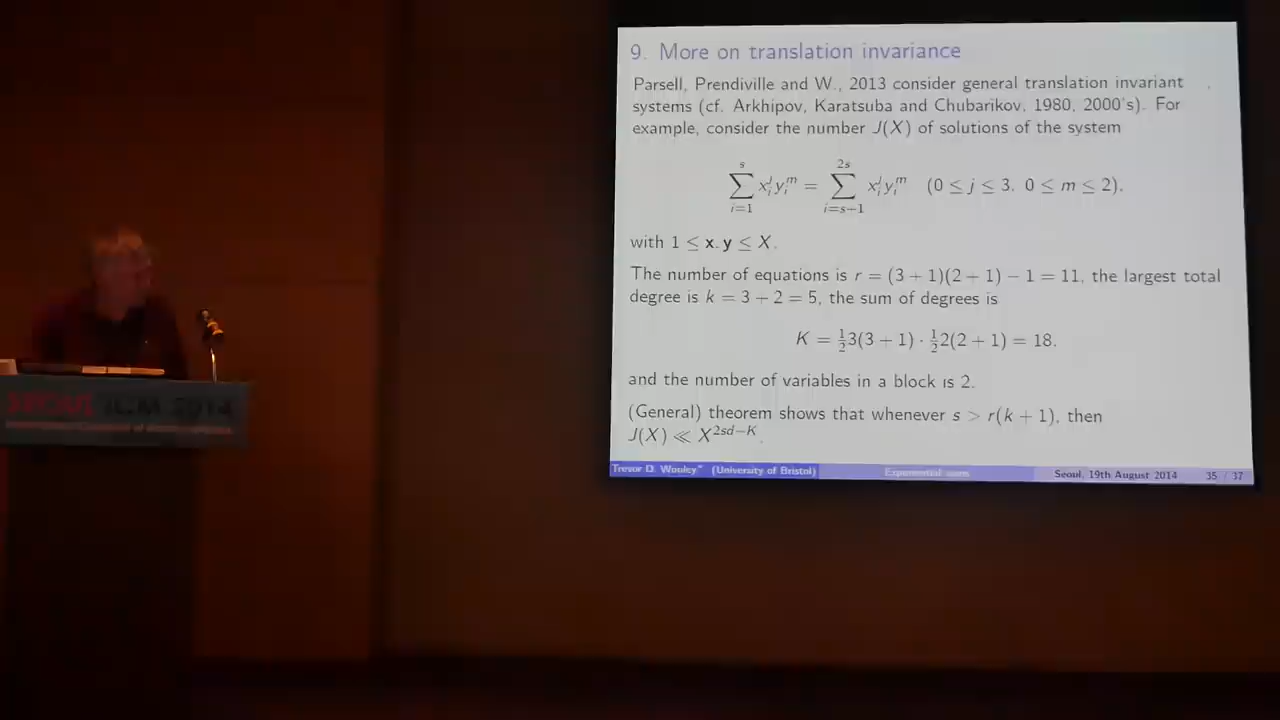 9. More on translation invariance
Parsell, Prendiville and W., 2013 consider general translation invariant
systems (cf. Arkhipov, Karatsuba and Chubarikov, 1980, 2000's). For
example, consider the number J(X) of solutions of the system
∑_{i=1}^{s} x_i^j y_i^m = ∑_{i=s−1}^{2s} x_i^j y_i^m (0 ≤ j ≤ 3, 0 ≤ m ≤ 2),
with 1 ≤ x, y ≤ X.
The number of equations is r = (3 + 1)(2 + 1) − 1 = 11, the largest total
degree is k = 3 + 2 = 5, the sum of degrees is
K = ½3(3 + 1) · ½2(2 + 1) = 18,
and the number of variables in a block is 2.
(General) theorem shows that whenever s > r(k + 1), then
J(X) ≪ X^{2sd−K}.
Trevor D. Wooley* (University of Bristol) Exponential sums Seoul, 19th August 2014 35 / 37
SEOUL ICM 2014